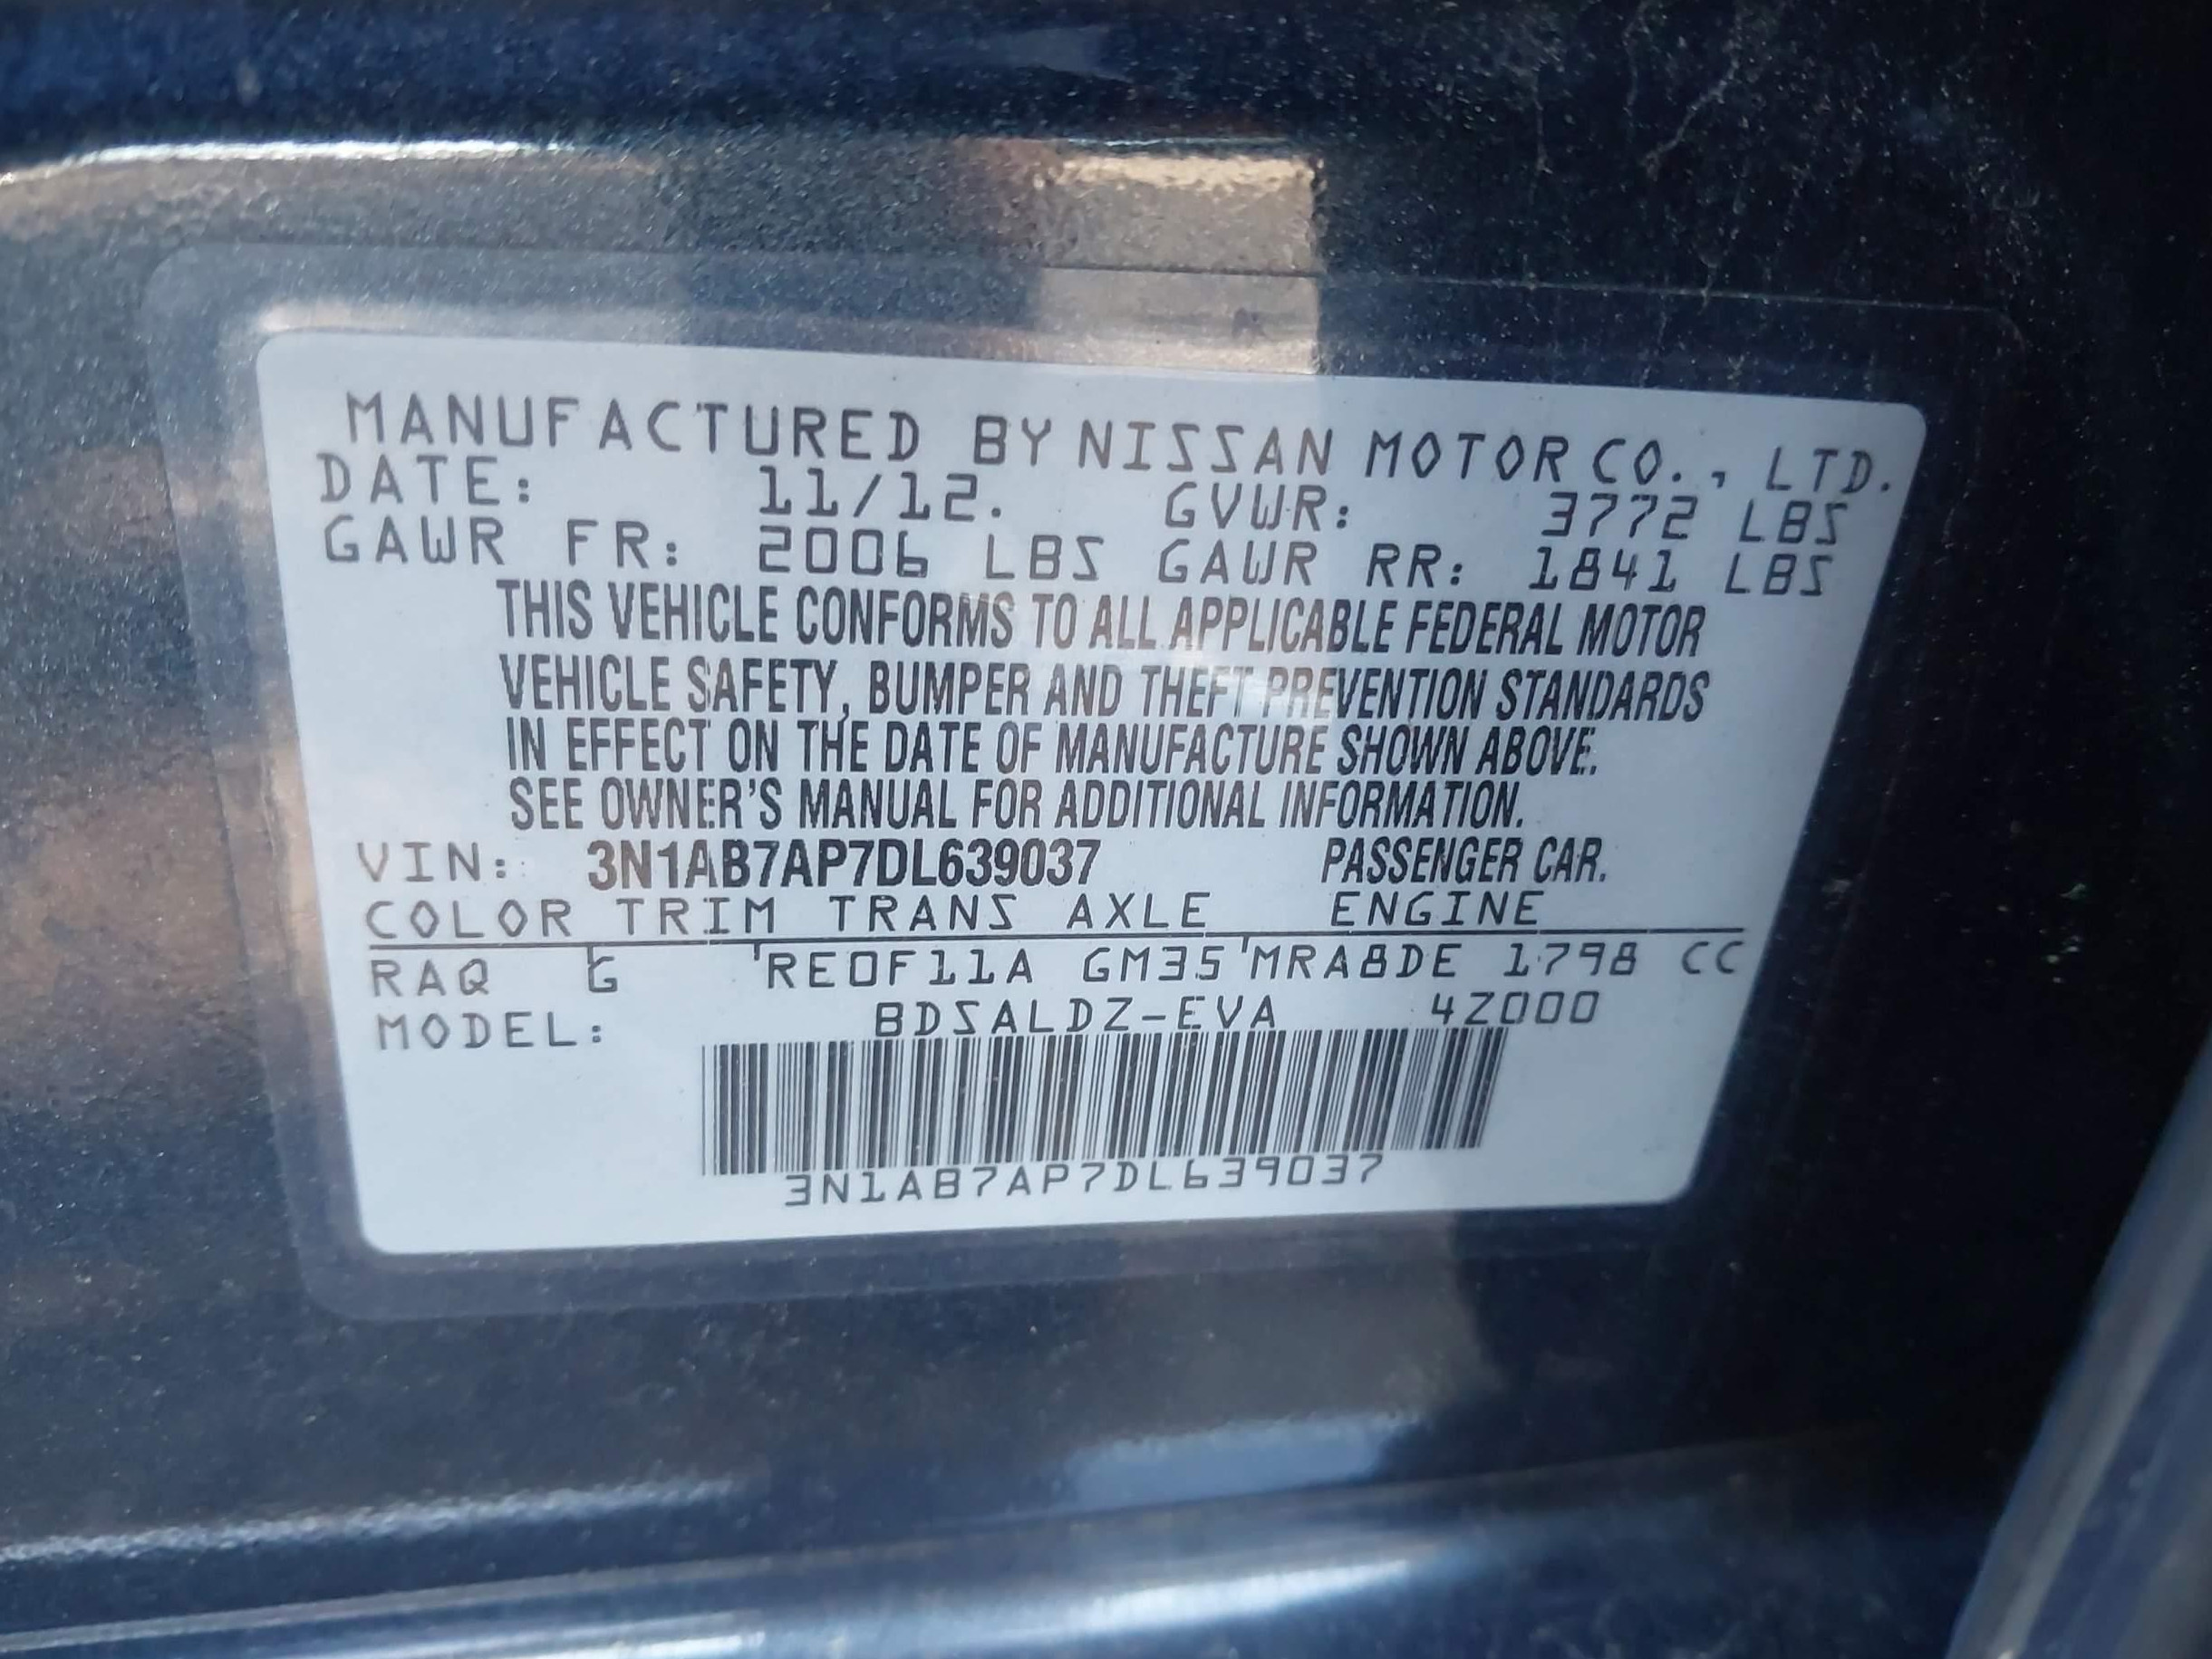 MANUFACTURED BY NISSAN MOTOR CO., LTD.
DATE: 11/12. GVWR: 3772 LBS
GAWR FR: 2006 LBS GAWR RR: 1841 LBS
THIS VEHICLE CONFORMS TO ALL APPLICABLE FEDERAL MOTOR
VEHICLE SAFETY, BUMPER AND THEFT PREVENTION STANDARDS
IN EFFECT ON THE DATE OF MANUFACTURE SHOWN ABOVE.
SEE OWNER'S MANUAL FOR ADDITIONAL INFORMATION.
VIN: 3N1AB7AP7DL639037 PASSENGER CAR.
COLOR TRIM TRANS AXLE ENGINE
RAQ G RE0F11A GM35 MRA8DE 1798 CC
MODEL: BDSALDZ-EVA 4Z000
3N1AB7AP7DL639037